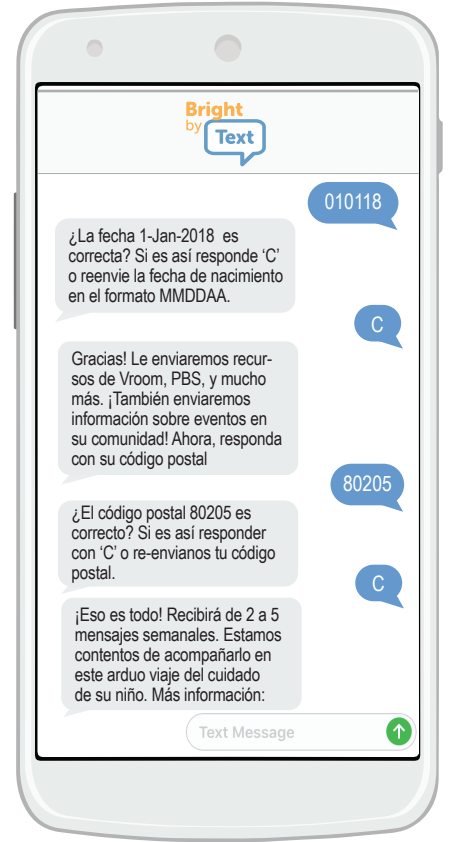 Bright
by Text
010118
¿La fecha 1-Jan-2018 es
correcta? Si es así responde ‘C’
o reenvie la fecha de nacimiento
en el formato MMDDAA.
C
Gracias! Le enviaremos recur-
sos de Vroom, PBS, y mucho
más. ¡También enviaremos
información sobre eventos en
su comunidad! Ahora, responda
con su código postal
80205
¿El código postal 80205 es
correcto? Si es así responder
con ‘C’ o re-envianos tu código
postal.
C
¡Eso es todo! Recibirá de 2 a 5
mensajes semanales. Estamos
contentos de acompañarlo en
este arduo viaje del cuidado
de su niño. Más información:
Text Message